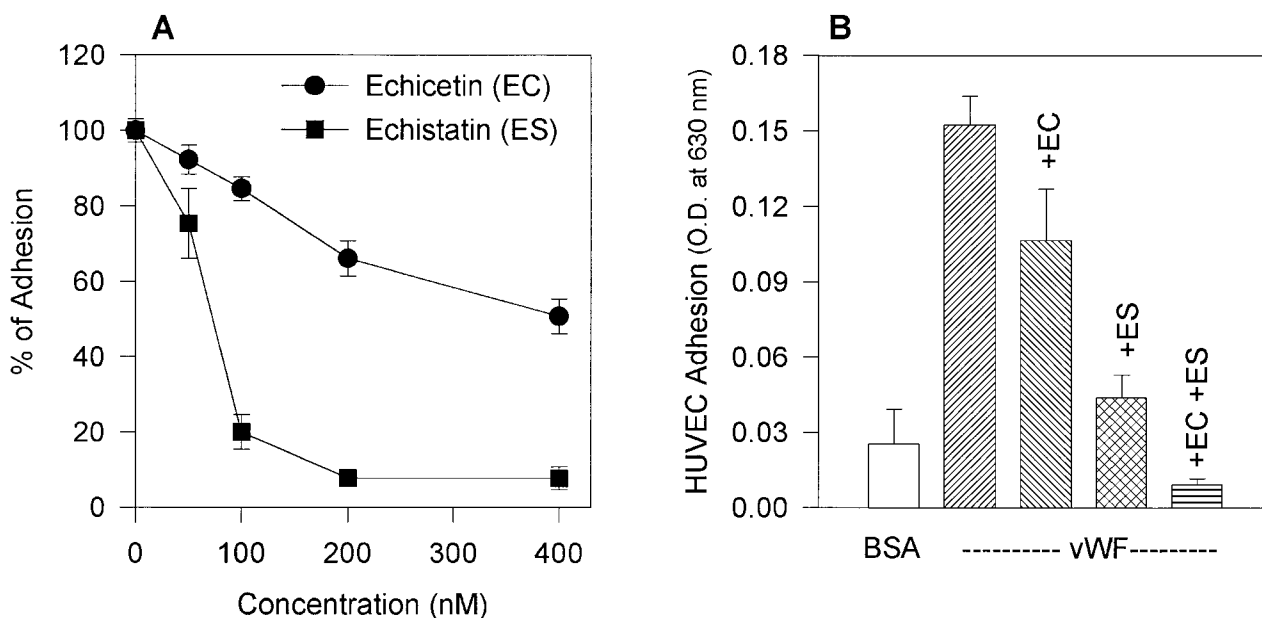 A
120
100
80
60
40
20
0
% of Adhesion
Echicetin (EC)
Echistatin (ES)
0 100 200 300 400
Concentration (nM)
B
0.18
0.15
0.12
0.09
0.06
0.03
0.00
HUVEC Adhesion (O.D. at 630 nm)
+EC
+ES
+EC +ES
BSA ----------- vWF ---------